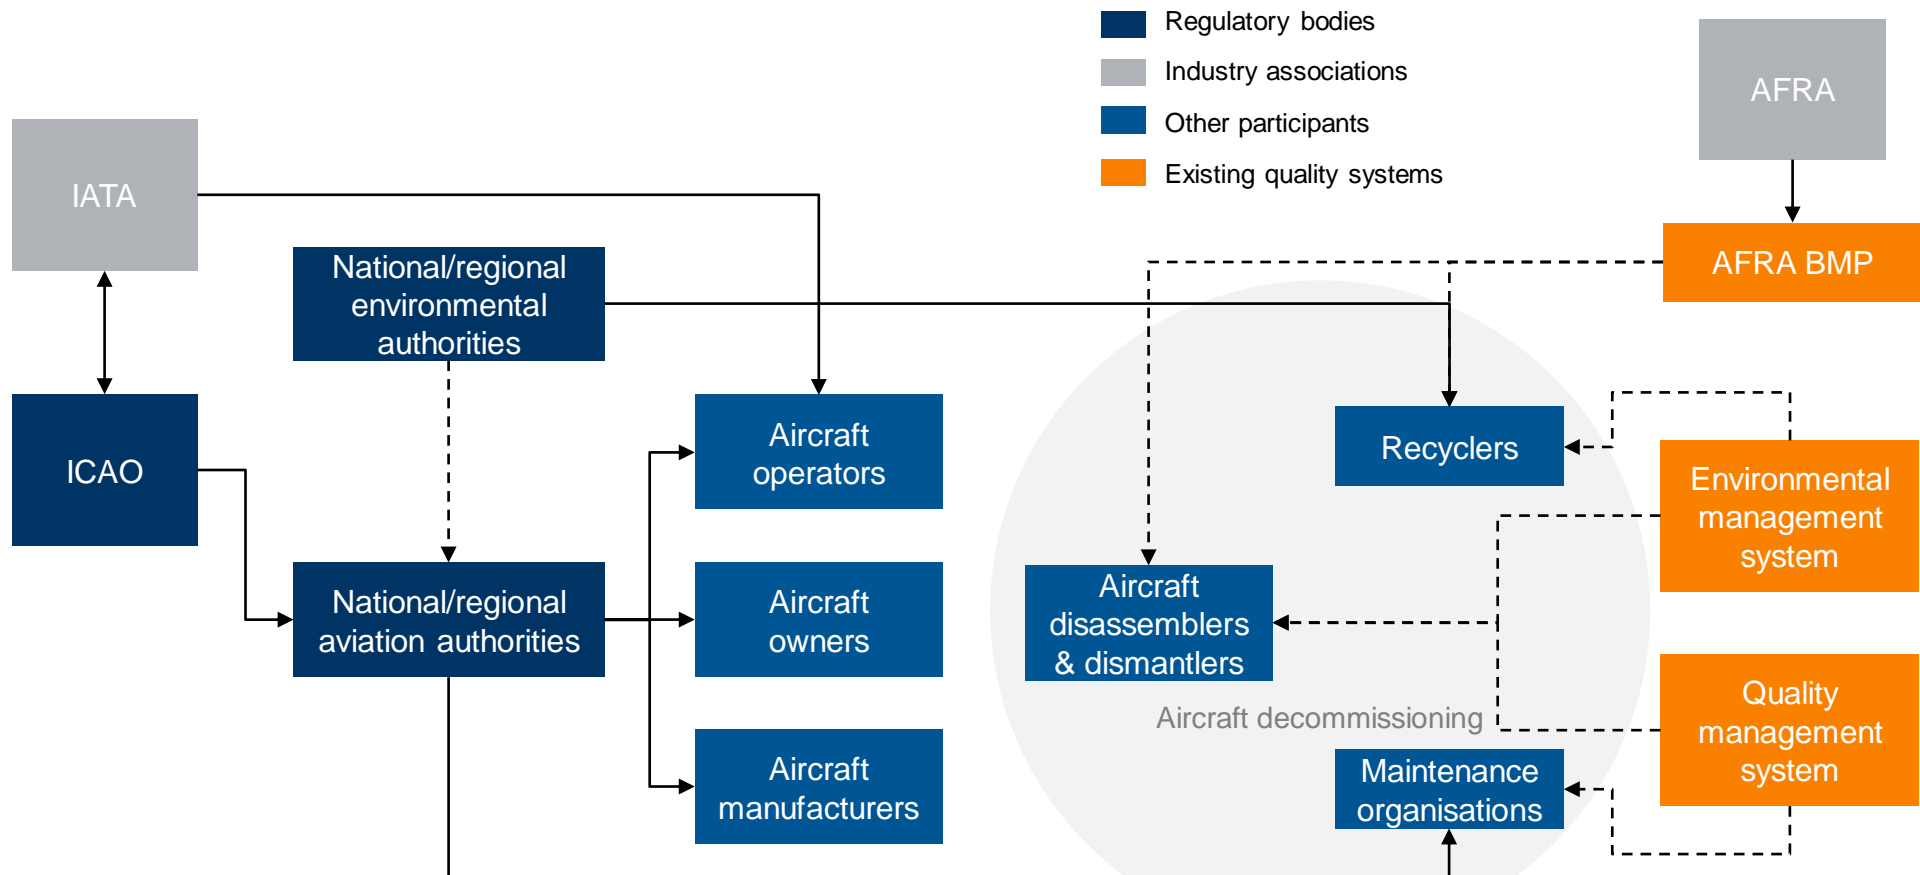 Regulatory bodies
Industry associations
Other participants
Existing quality systems
AFRA
IATA
National/regional
environmental
authorities
AFRA BMP
ICAO
Aircraft
operators
Recyclers
Environmental
management
system
National/regional
aviation authorities
Aircraft
owners
Aircraft
disassemblers
& dismantlers
Aircraft decommissioning
Quality
management
system
Aircraft
manufacturers
Maintenance
organisations